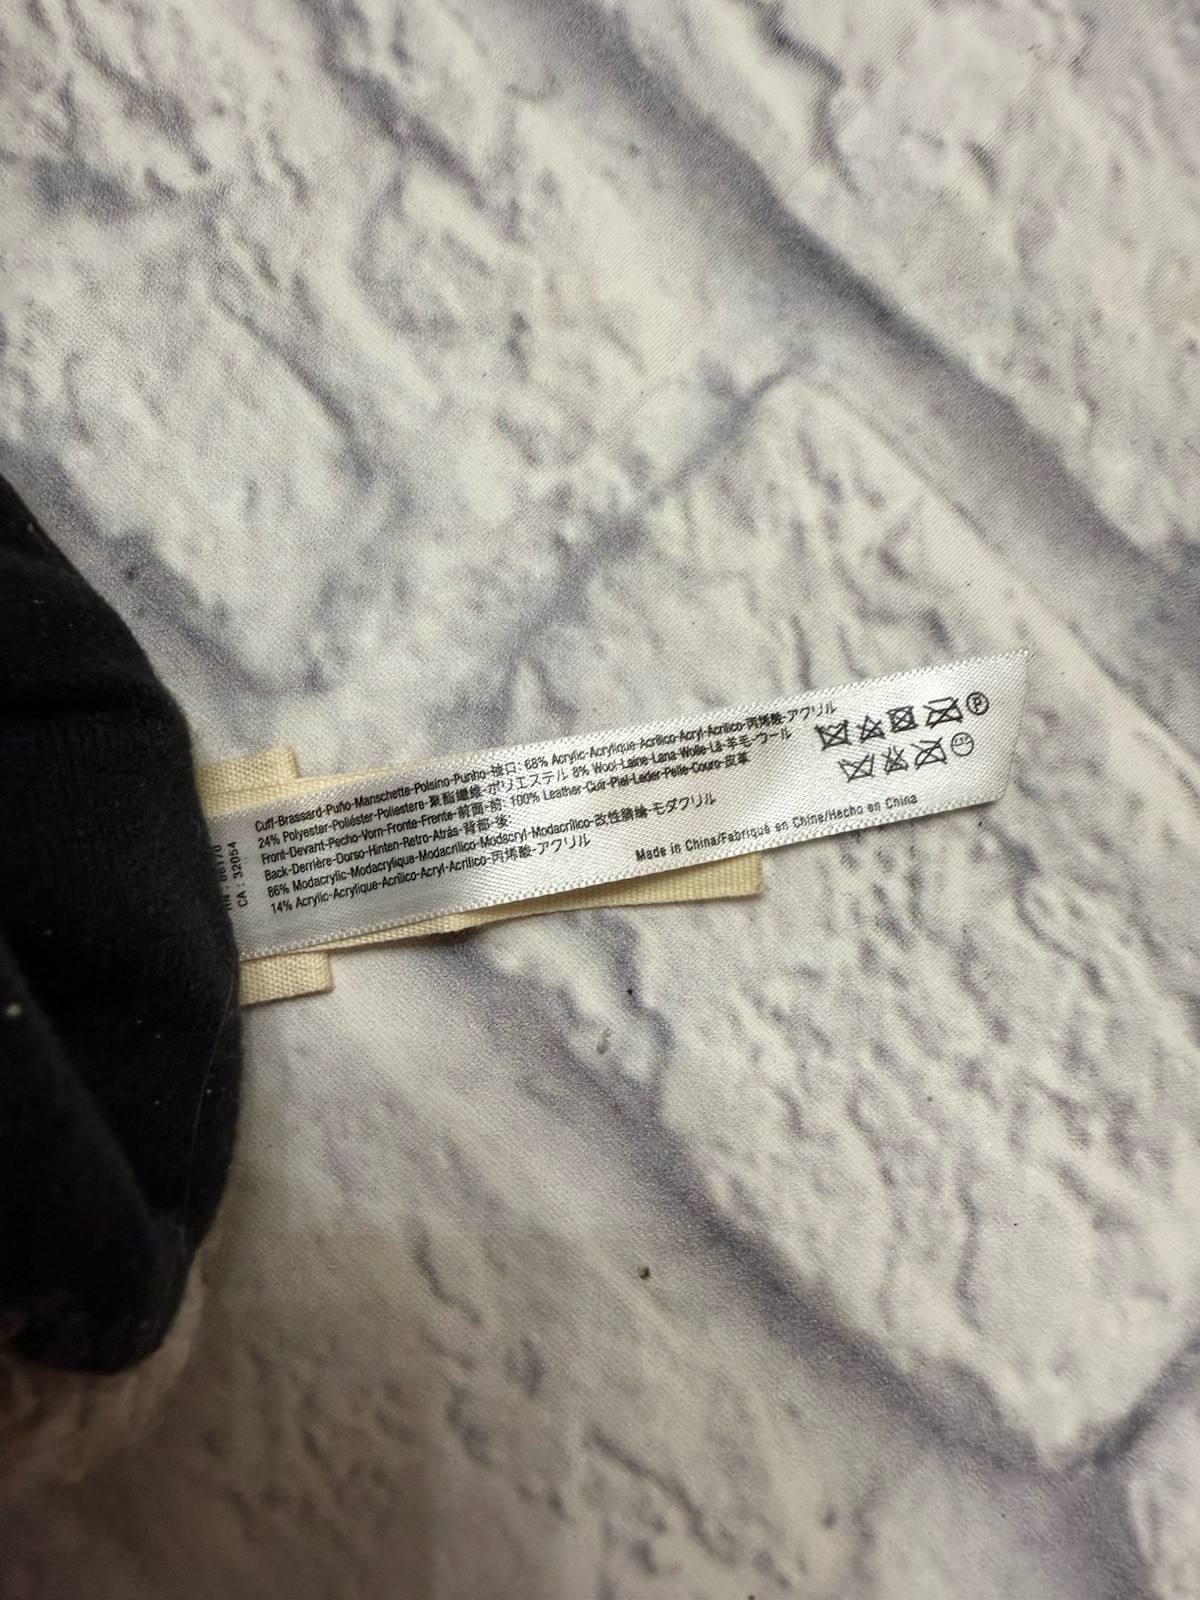 Cuff-Brassard-Puño-Manschette-Polsino-Punho-袖口: 68% Acrylic-Acrylique-Acrílico-Acryl-Acrilico-丙烯酸-アクリル
24% Polyester-Poliéster-Poliestere-聚酯纖維-ポリエステル 8% Wool-Laine-Lana-Wolle-Lã-羊毛-ウール
Front-Devant-Pecho-Vorn-Fronte-Frente-前面-前: 100% Leather-Cuir-Piel-Leder-Pelle-Couro-皮革
Back-Derrière-Dorso-Hinten-Retro-Atrás-背部-後:
86% Modacrylic-Modacrylique-Modacrílico-Modacryl-Modacrilico-改性腈綸-モダクリル
14% Acrylic-Acrylique-Acrílico-Acryl-Acrilico-丙烯酸-アクリル
Made in China/Fabriqué en Chine/Hecho en China
CA : 32054
P